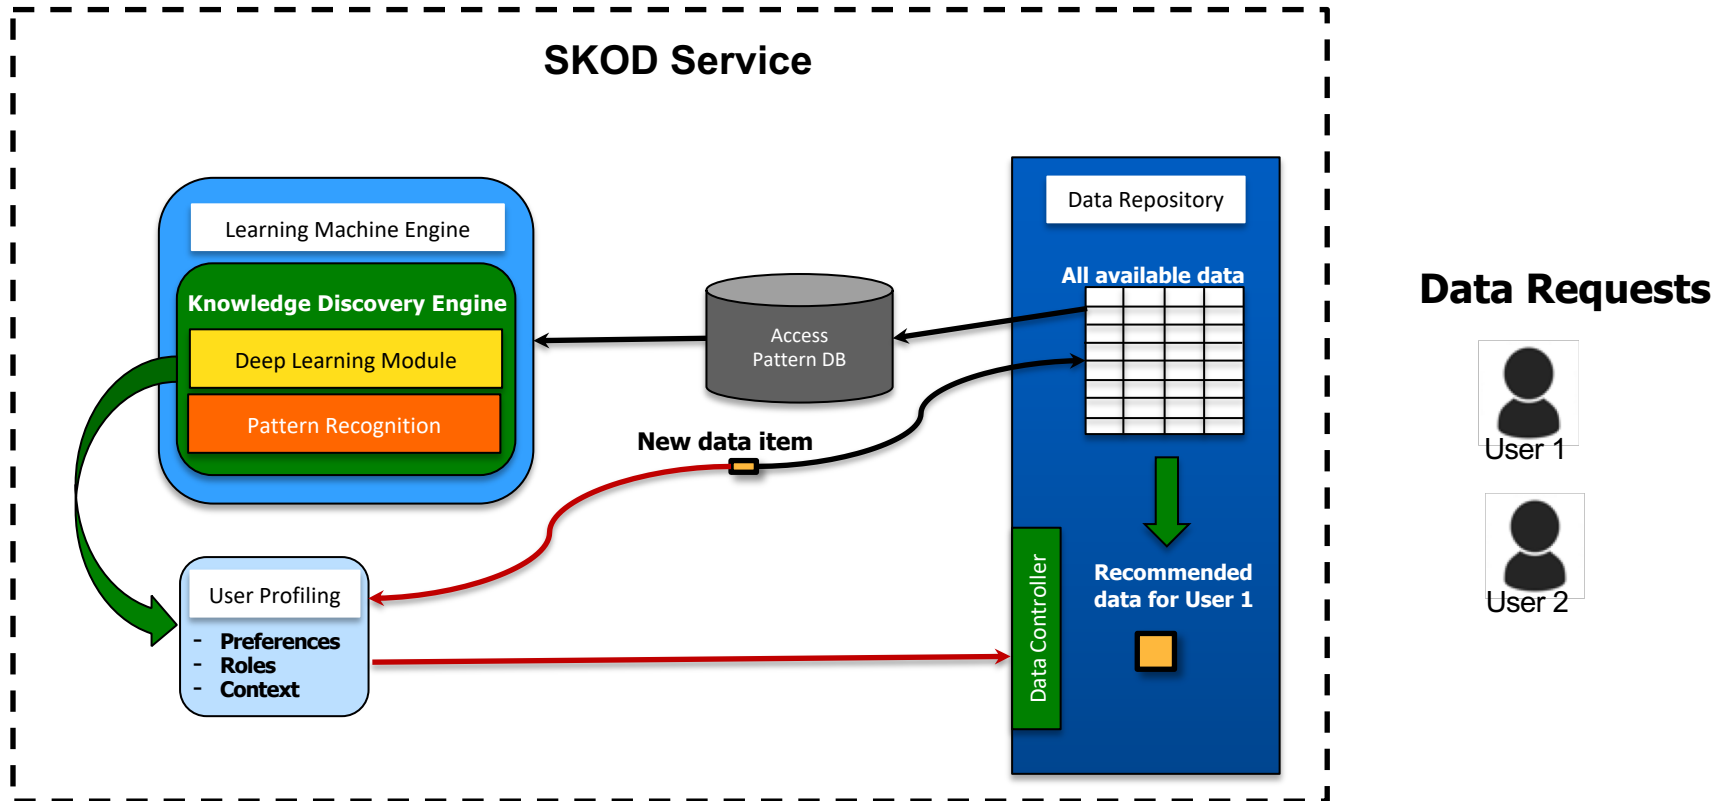 SKOD Service
Learning Machine Engine
Knowledge Discovery Engine
Deep Learning Module
Pattern Recognition
Access
Pattern DB
New data item
User Profiling
- Preferences
- Roles
- Context
Data Repository
All available data
Recommended
data for User 1
Data Controller
Data Requests
User 1
User 2